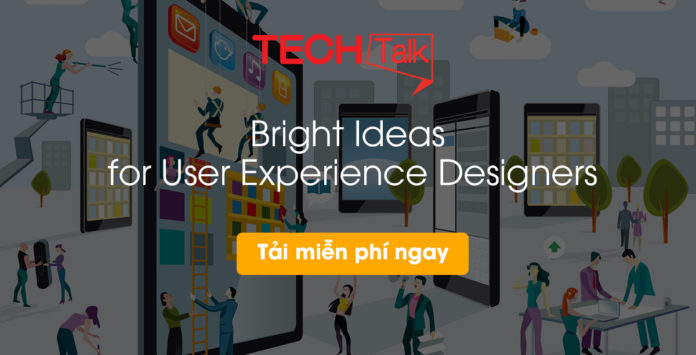 TECH Talk
Bright Ideas
for User Experience Designers
Tải miễn phí ngay